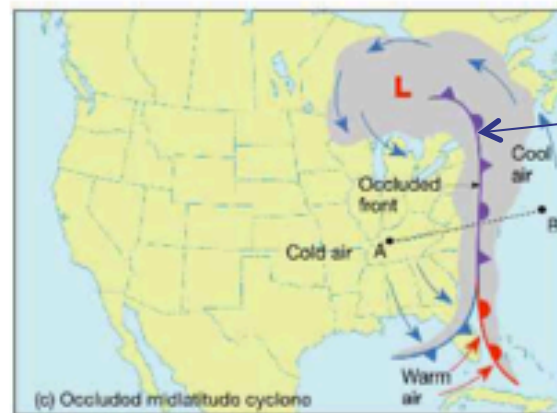 L
Cool
air
Occluded
front
B
Cold air
A
Warm
air
(c) Occluded midlatitude cyclone